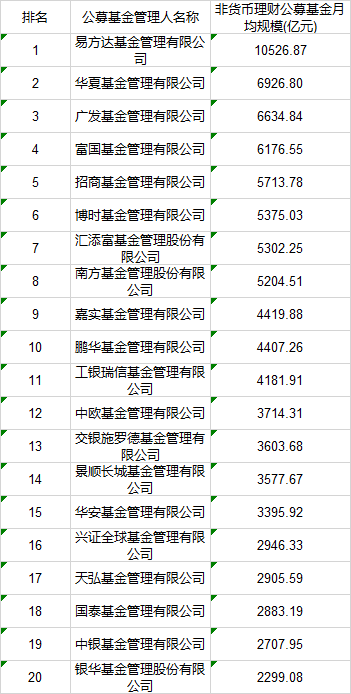 排名 公募基金管理人名称 非货币理财公募基金月
均规模(亿元)
1 易方达基金管理有限公
司 10526.87
2 华夏基金管理有限公司 6926.80
3 广发基金管理有限公司 6634.84
4 富国基金管理有限公司 6176.55
5 招商基金管理有限公司 5713.78
6 博时基金管理有限公司 5375.03
7 汇添富基金管理股份有
限公司 5302.25
8 南方基金管理股份有限
公司 5204.51
9 嘉实基金管理有限公司 4419.88
10 鹏华基金管理有限公司 4407.26
11 工银瑞信基金管理有限
公司 4181.91
12 中欧基金管理有限公司 3714.31
13 交银施罗德基金管理有
限公司 3603.68
14 景顺长城基金管理有限
公司 3577.67
15 华安基金管理有限公司 3395.92
16 兴证全球基金管理有限
公司 2946.33
17 天弘基金管理有限公司 2905.59
18 国泰基金管理有限公司 2883.19
19 中银基金管理有限公司 2707.95
20 银华基金管理股份有限
公司 2299.08